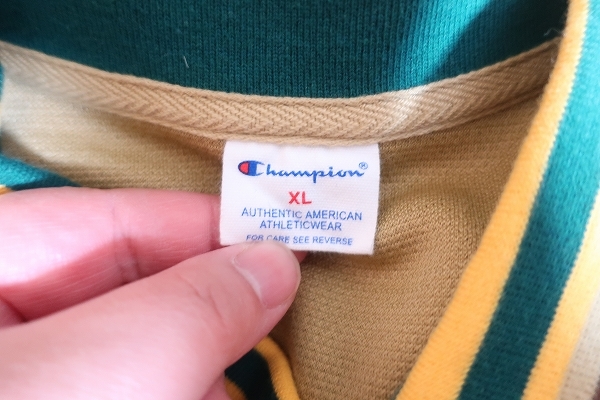 Champion®
XL
AUTHENTIC AMERICAN
ATHLETICWEAR
FOR CARE SEE REVERSE